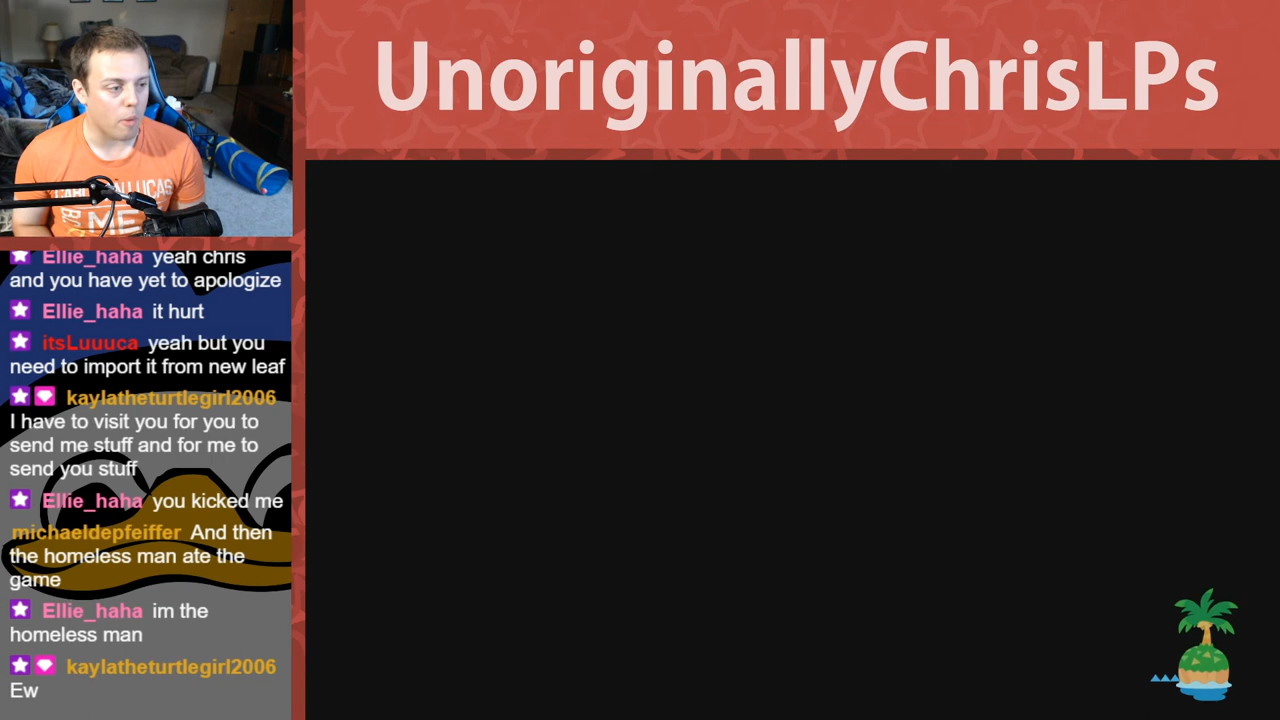 UnoriginallyChrisLPs
ME
Ellie_haha yeah chris
and you have yet to apologize
Ellie_haha it hurt
itsLuuuca yeah but you
need to import it from new leaf
kaylatheturtlegirl2006
I have to visit you for you to
send me stuff and for me to
send you stuff
Ellie_haha you kicked me
michaeldepfeiffer And then
the homeless man ate the
game
Ellie_haha im the
homeless man
kaylatheturtlegirl2006
Ew